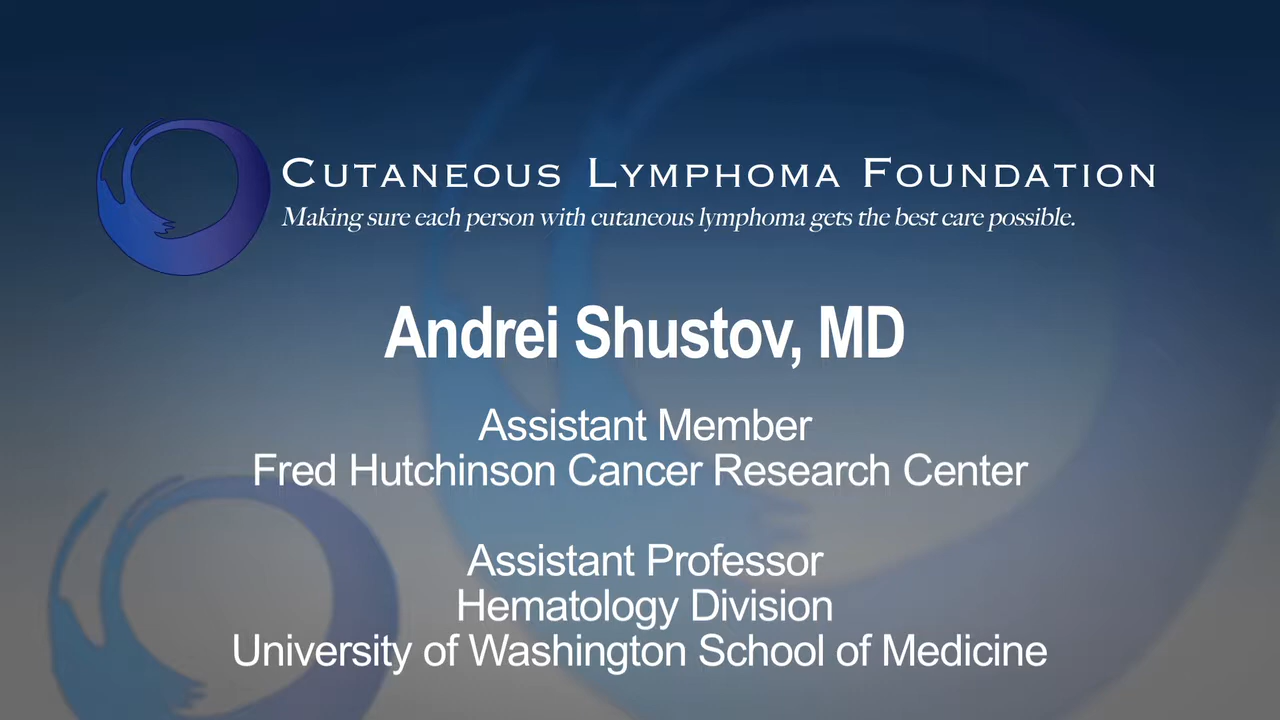 Cutaneous Lymphoma Foundation
Making sure each person with cutaneous lymphoma gets the best care possible.
Andrei Shustov, MD
Assistant Member
Fred Hutchinson Cancer Research Center
Assistant Professor
Hematology Division
University of Washington School of Medicine